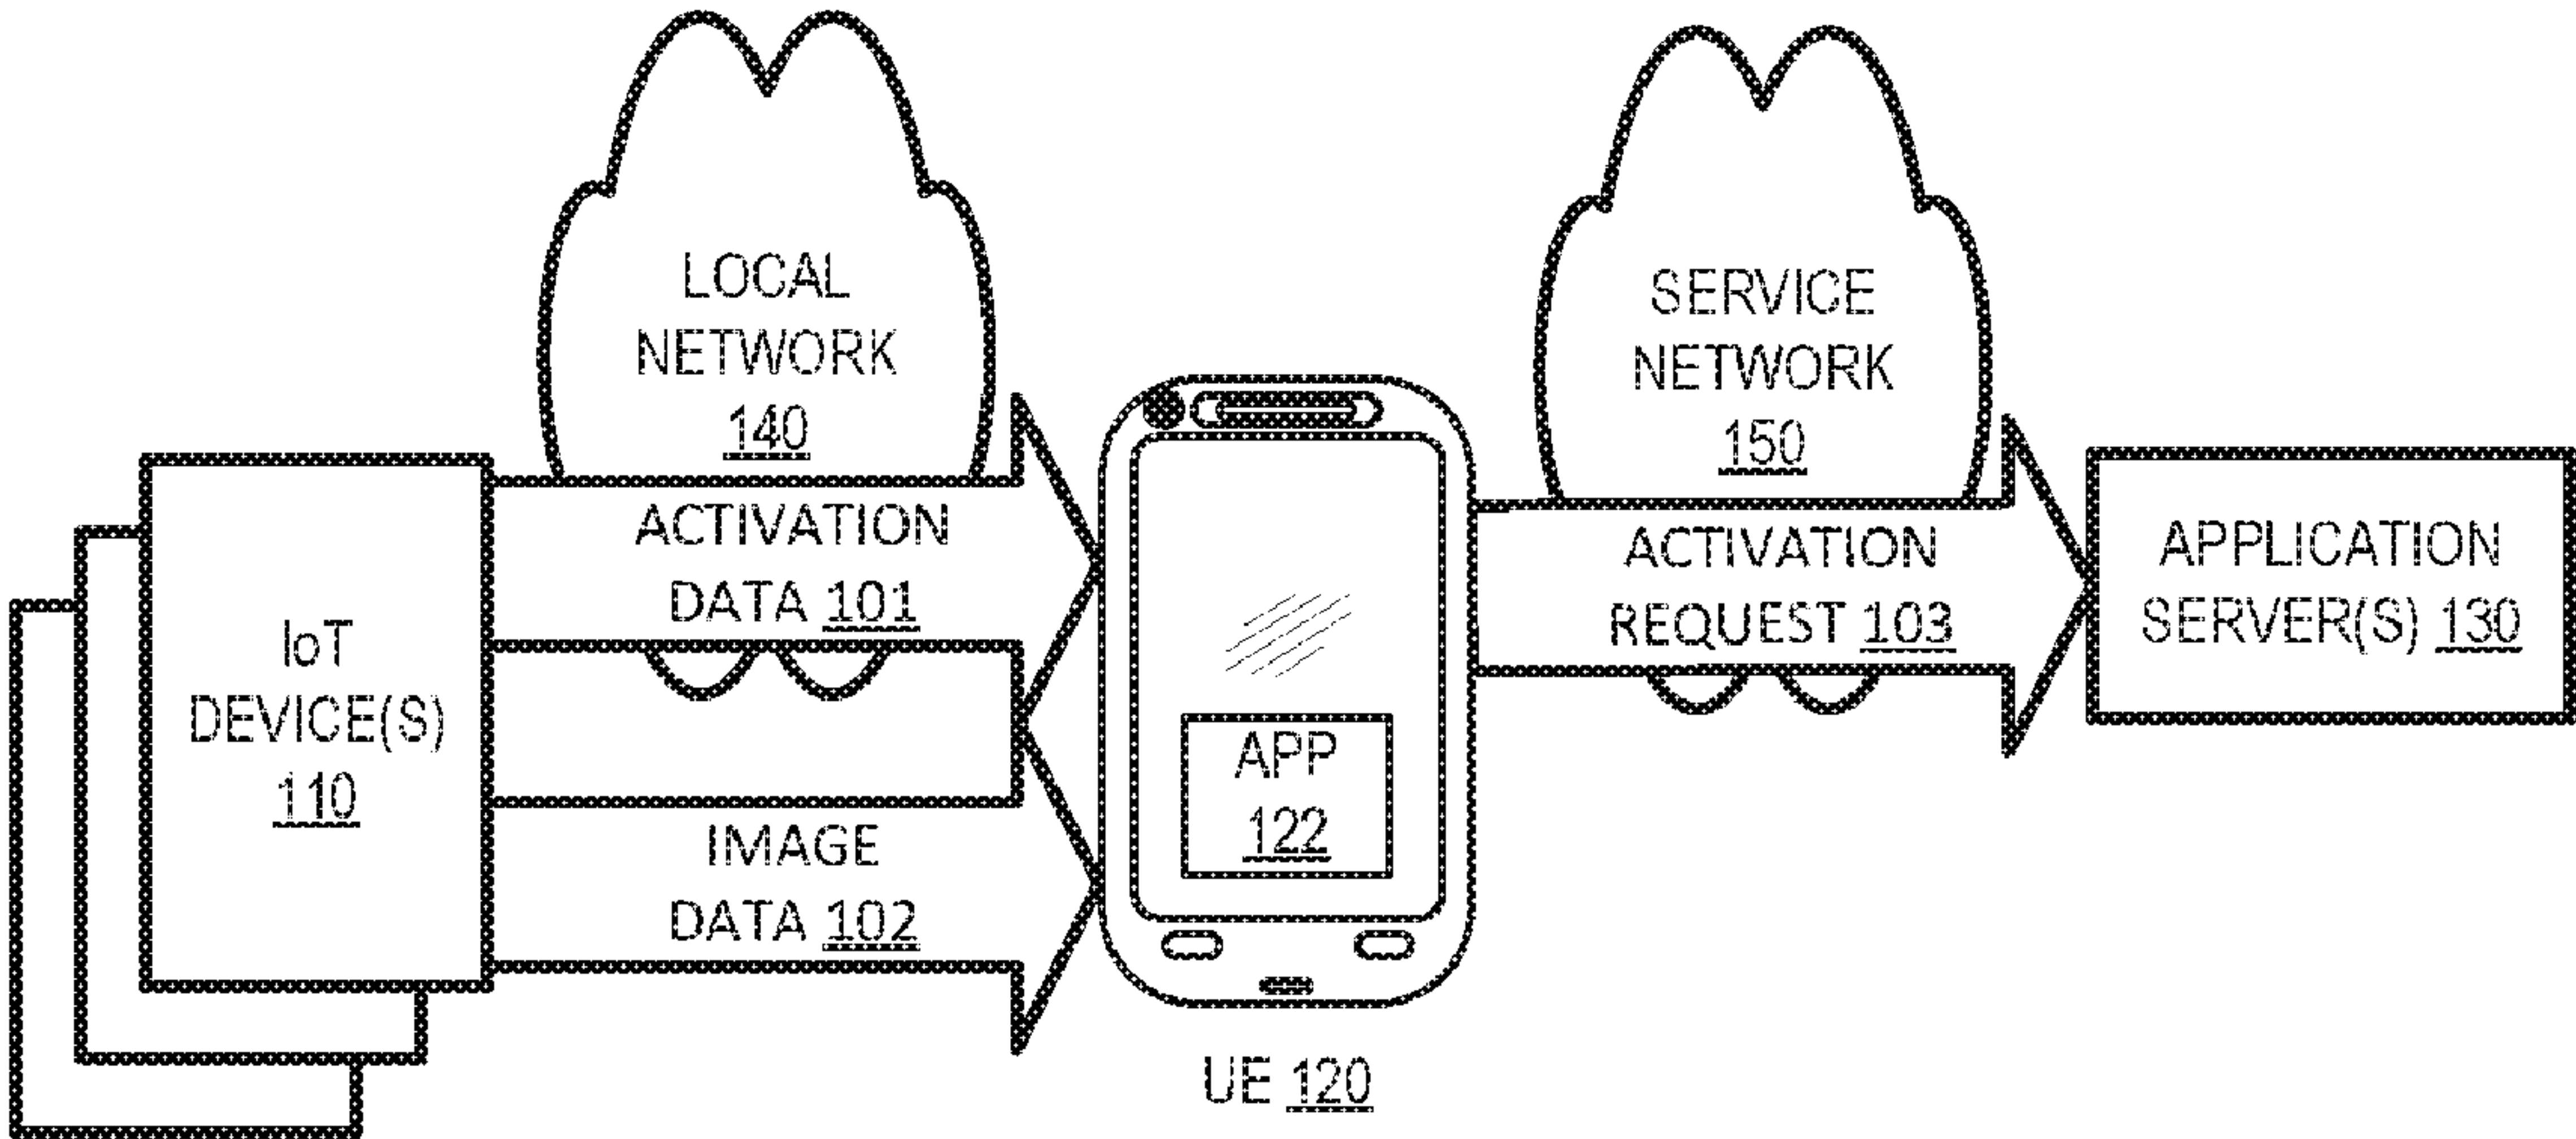 LOCAL
NETWORK
140
SERVICE
NETWORK
150
ACTIVATION
DATA 101
ACTIVATION
REQUEST 103
APPLICATION
SERVER(S) 130
IoT
DEVICE(S)
110
APP
122
IMAGE
DATA 102
UE 120